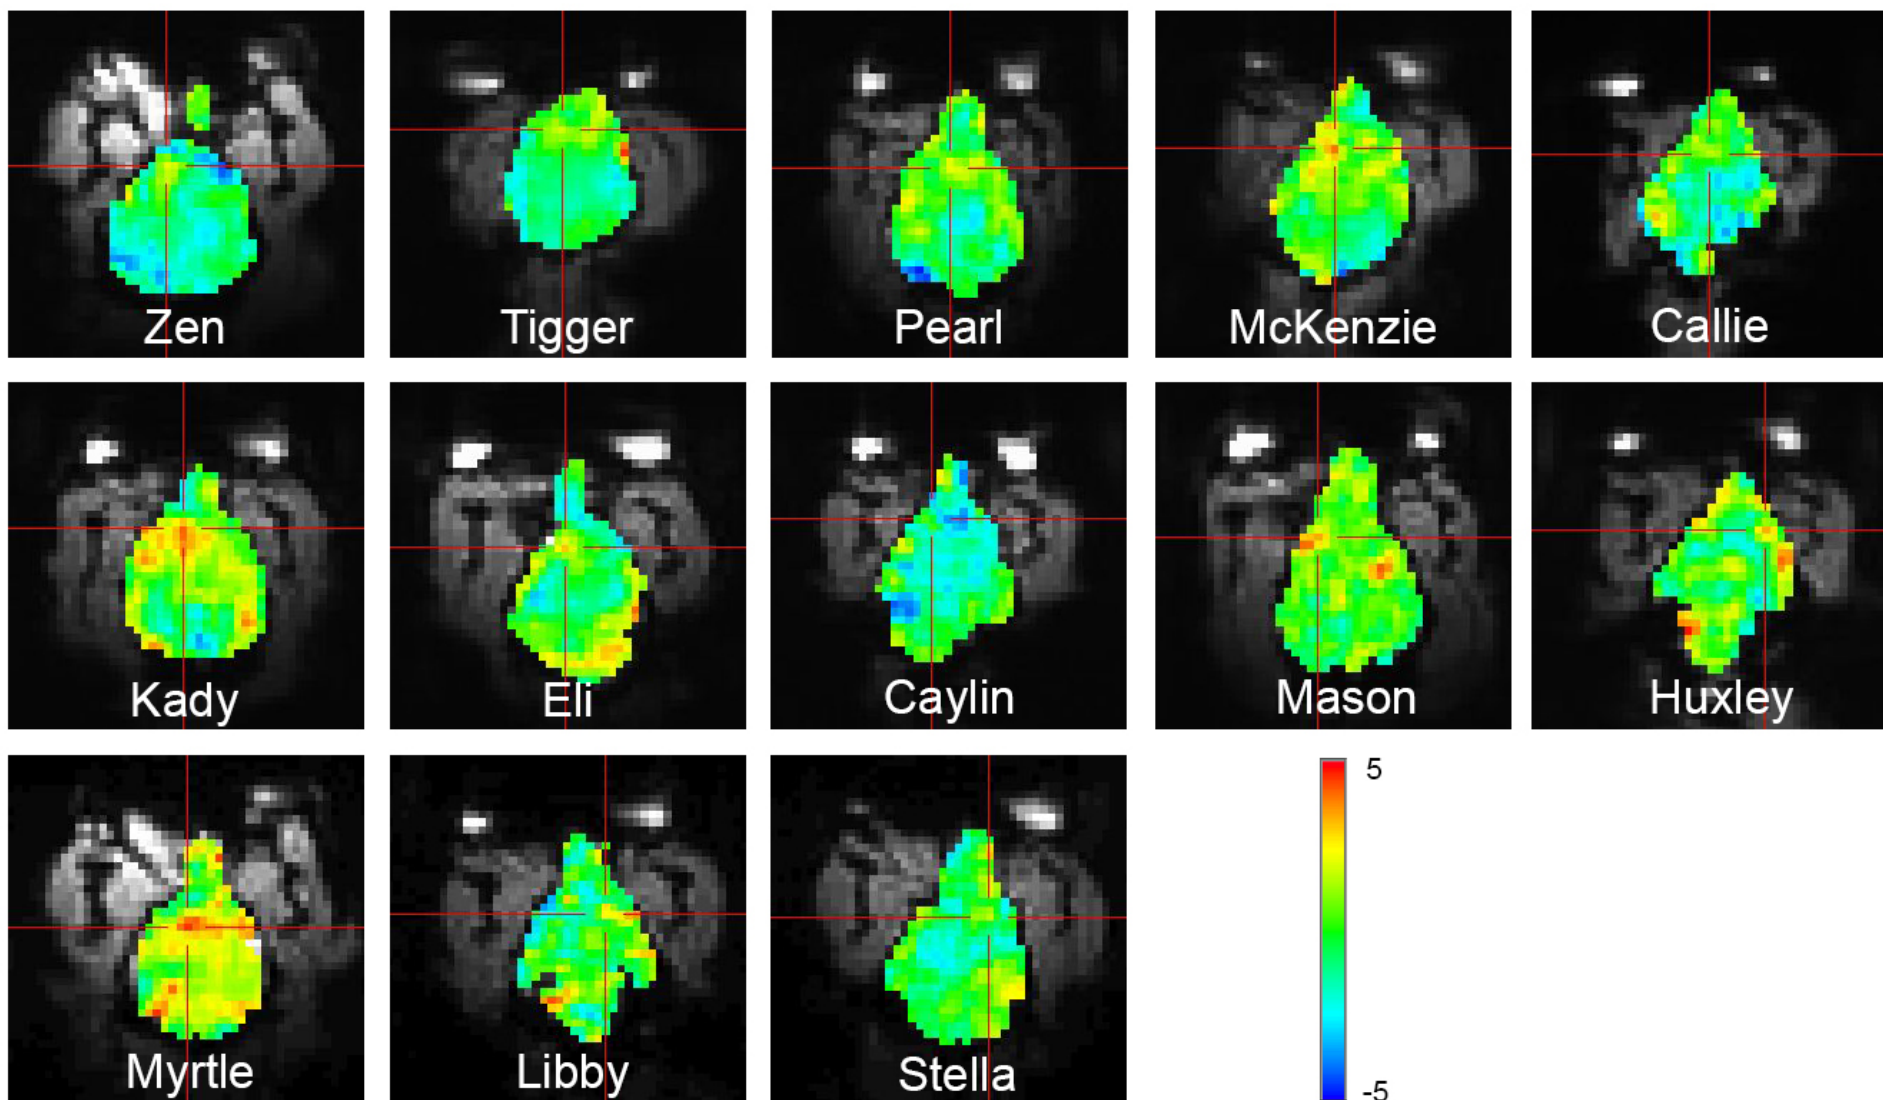 Zen
Tigger
Pearl
McKenzie
Callie
Kady
Eli
Caylin
Mason
Huxley
Myrtle
Libby
Stella
5
-5